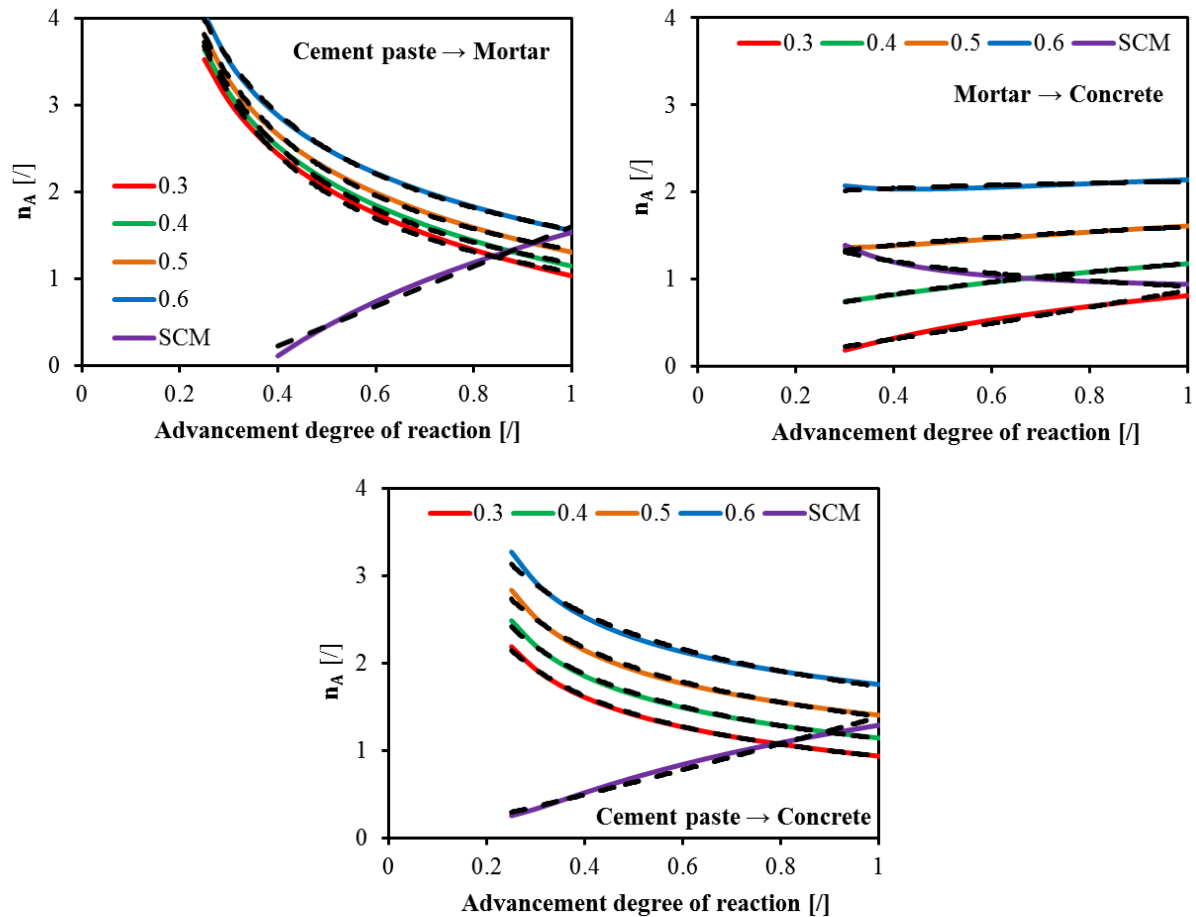 4
3
2
1
0
n_A [/]
Cement paste → Mortar
0.3
0.4
0.5
0.6
SCM
0 0.2 0.4 0.6 0.8 1
Advancement degree of reaction [/]
4
3
2
1
0
n_A [/]
0.3 0.4 0.5 0.6 SCM
Mortar → Concrete
0 0.2 0.4 0.6 0.8 1
Advancement degree of reaction [/]
4
3
2
1
0
n_A [/]
0.3 0.4 0.5 0.6 SCM
Cement paste → Concrete
0 0.2 0.4 0.6 0.8 1
Advancement degree of reaction [/]